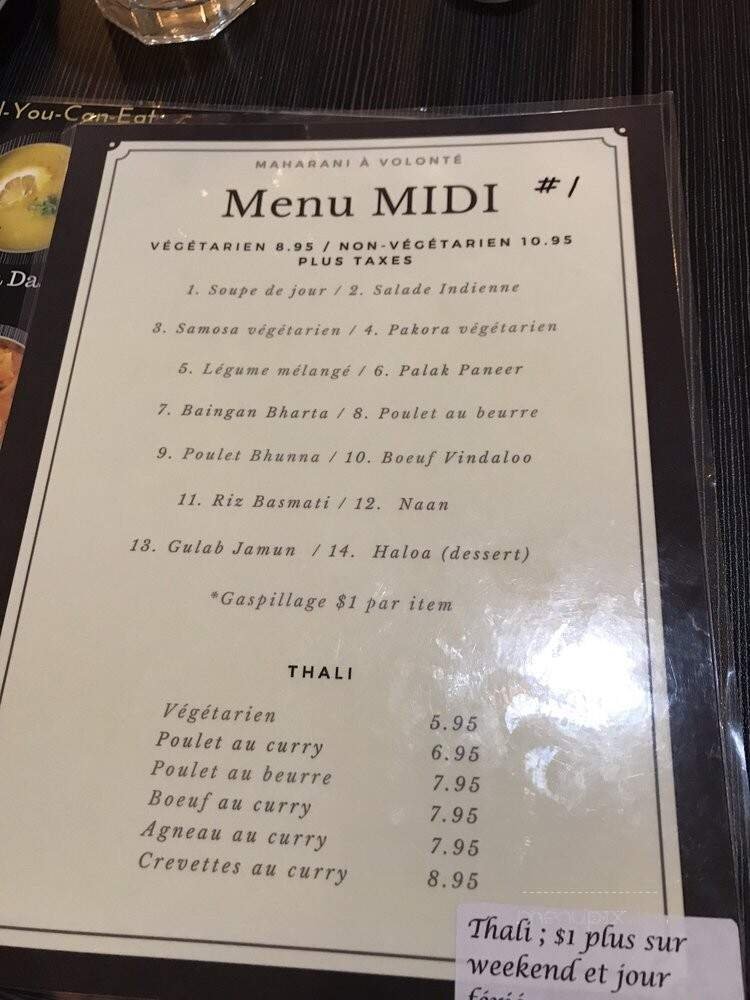 -You-Can-Eat
Da
MAHARANI À VOLONTÉ
Menu MIDI #1
VÉGÉTARIEN 8.95 / NON-VÉGÉTARIEN 10.95
PLUS TAXES
1. Soupe de jour / 2. Salade Indienne
3. Samosa végétarien / 4. Pakora végétarien
5. Légume mélangé / 6. Palak Paneer
7. Baingan Bharta / 8. Poulet au beurre
9. Poulet Bhunna / 10. Boeuf Vindaloo
11. Riz Basmati / 12. Naan
13. Gulab Jamun / 14. Haloa (dessert)
*Gaspillage $1 par item
THALI
Végétarien 5.95
Poulet au curry 6.95
Poulet au beurre 7.95
Boeuf au curry 7.95
Agneau au curry 7.95
Crevettes au curry 8.95
Thali ; $1 plus sur
weekend et jour